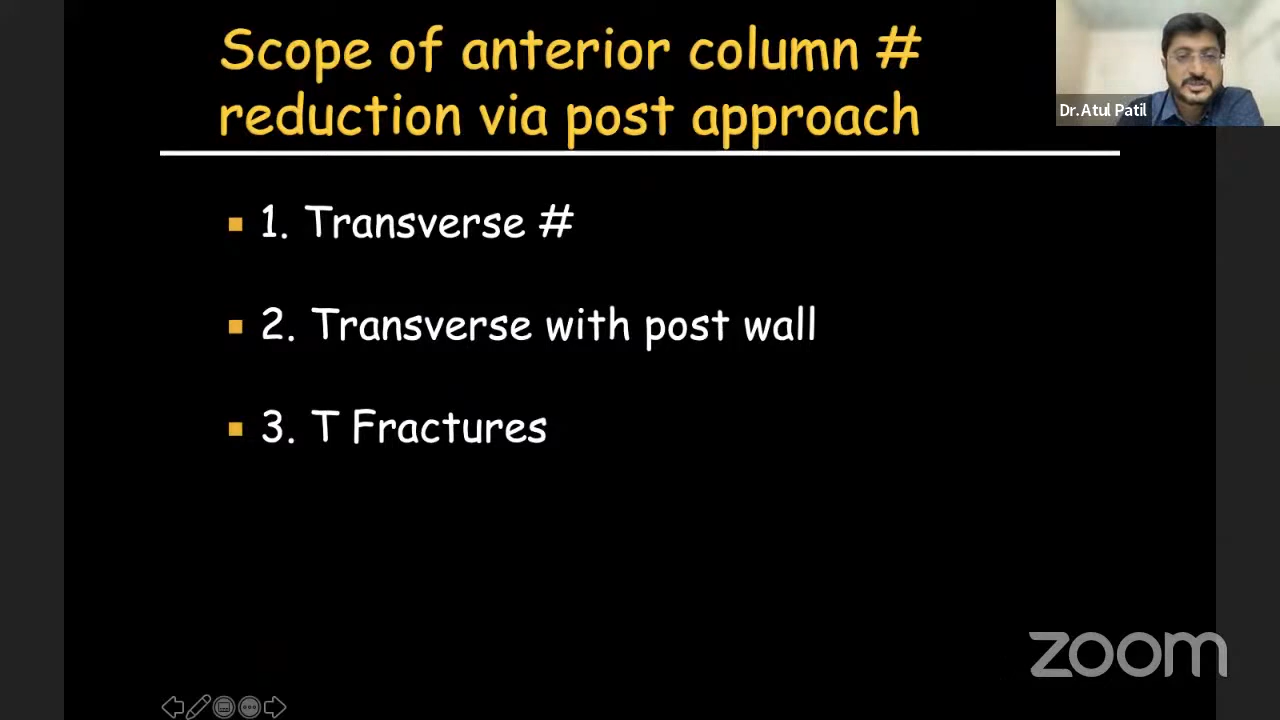 Scope of anterior column #
reduction via post approach
Dr.Atul Patil
1. Transverse #
2. Transverse with post wall
3. T Fractures
zoom